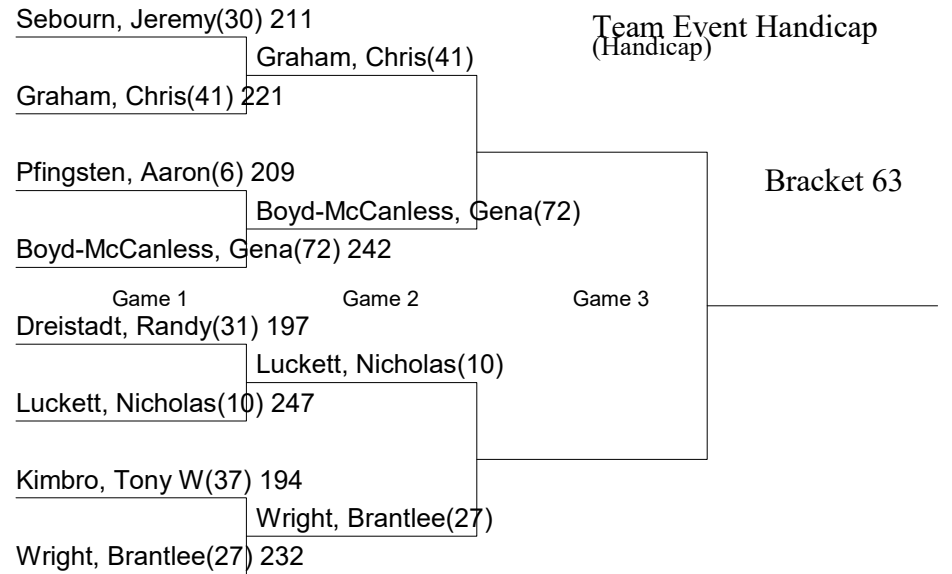 Sebourn, Jeremy(30) 211
Team Event Handicap
(Handicap)
Graham, Chris(41)
Graham, Chris(41) 221
Pfingsten, Aaron(6) 209
Bracket 63
Boyd-McCanless, Gena(72)
Boyd-McCanless, Gena(72) 242
Game 1 Game 2 Game 3
Dreistadt, Randy(31) 197
Luckett, Nicholas(10)
Luckett, Nicholas(10) 247
Kimbro, Tony W(37) 194
Wright, Brantlee(27)
Wright, Brantlee(27) 232